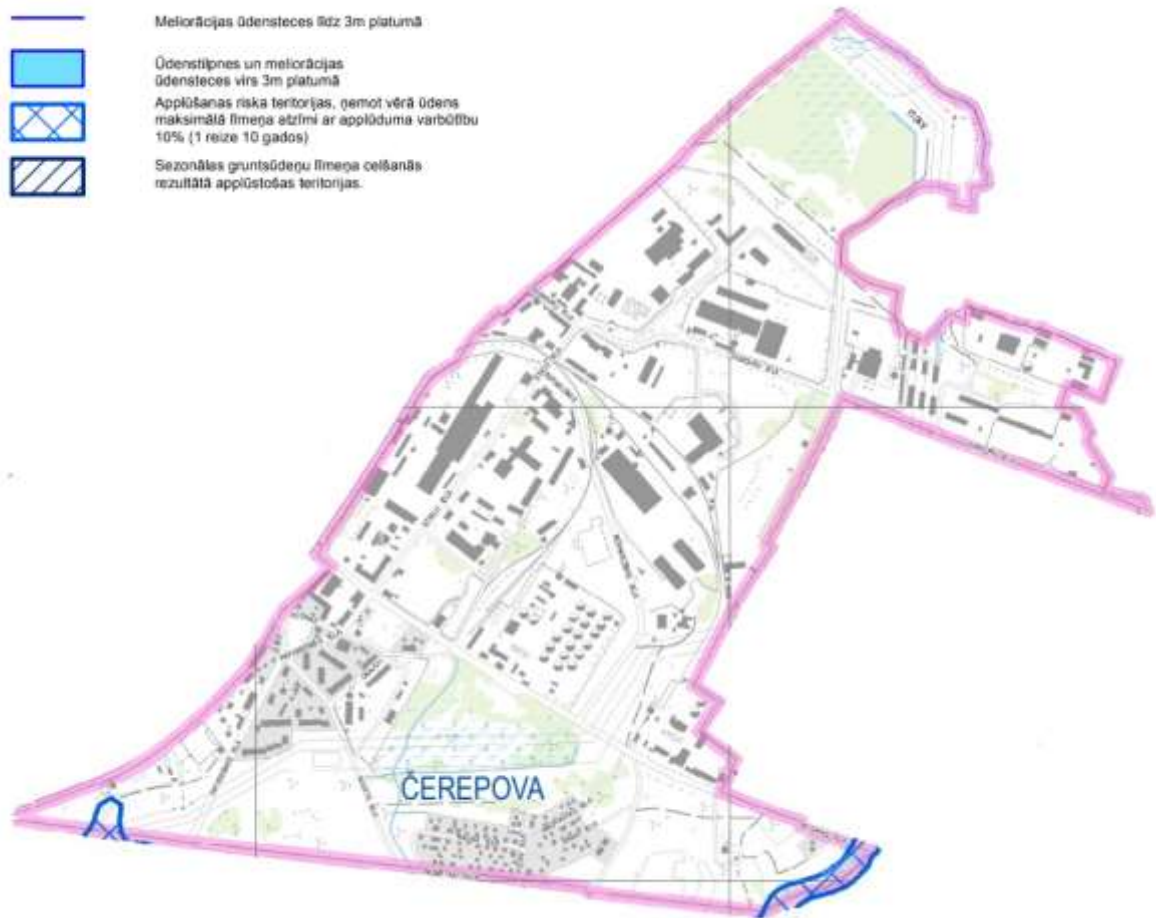 Meliorācijas ūdensteces līdz 3m platumā
Ūdenstilpnes un meliorācijas
ūdensteces virs 3m platumā
Applūšanas riska teritorijas, ņemot vērā ūdens
maksimālā līmeņa atzīmi ar applūduma varbūtību
10% (1 reize 10 gados)
Sezonālas gruntsūdeņu līmeņa celšanās
rezultātā applūstošas teritorijas.
ČEREPOVA